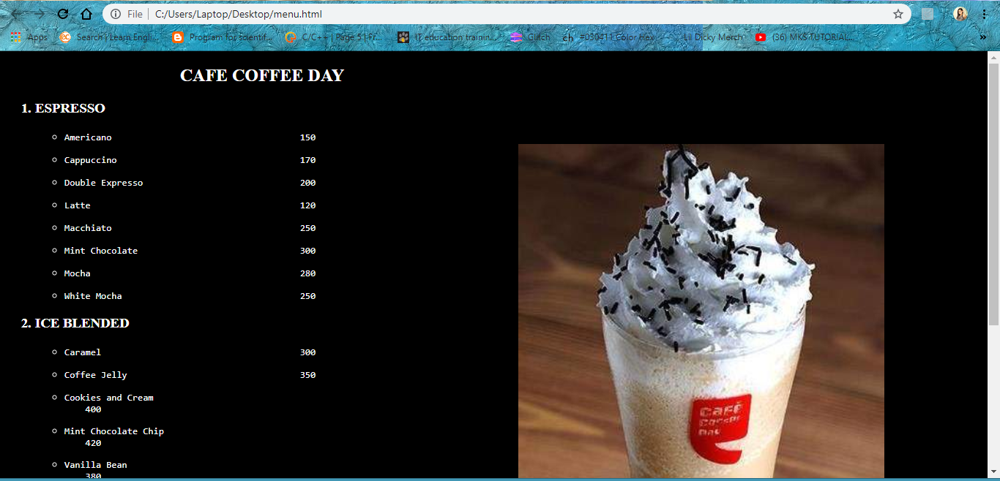 File | C:/Users/Laptop/Desktop/menu.html
Apps Search | Learn Engli... Program for scientif... C/C++ | Page 5 | Fr... IT education trainin... Glitch ch #030411 Color Hex Lil Dicky Merch (36) MKS TUTORIAL... »
CAFE COFFEE DAY
1. ESPRESSO
Americano 150
Cappuccino 170
Double Expresso 200
Latte 120
Macchiato 250
Mint Chocolate 300
Mocha 280
White Mocha 250
2. ICE BLENDED
Caramel 300
Coffee Jelly 350
Cookies and Cream
400
Mint Chocolate Chip
420
Vanilla Bean
380
Café
Coffee
Day